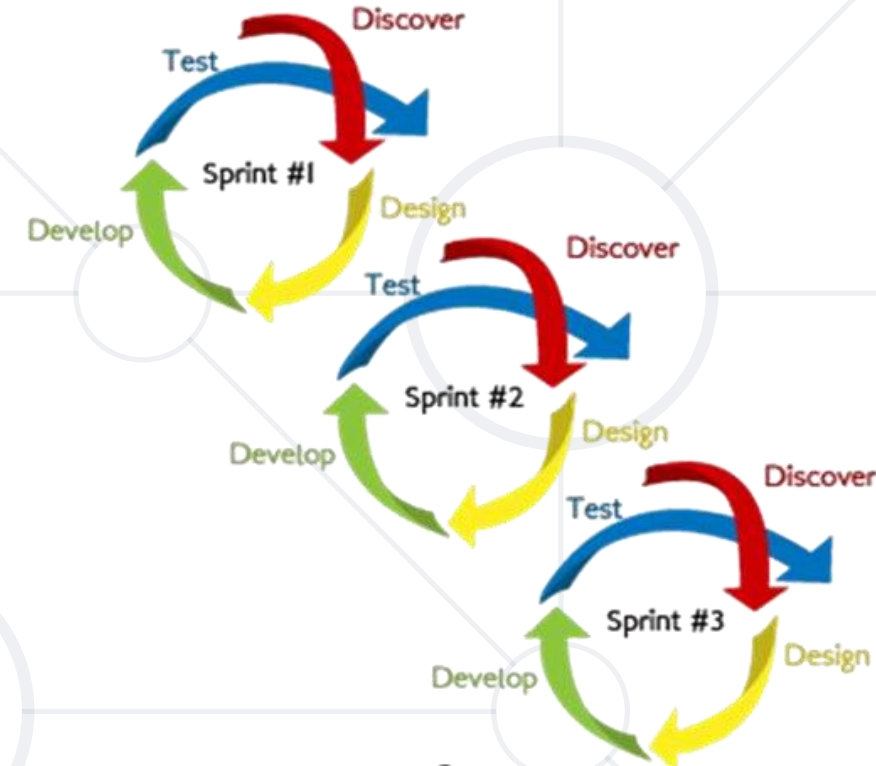 Discover
Test
Sprint #1
Design
Develop
Discover
Test
Sprint #2
Design
Develop
Discover
Test
Sprint #3
Design
Develop